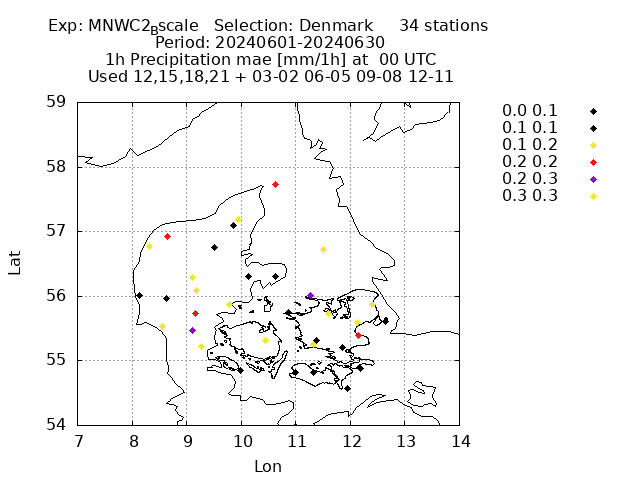 Exp: MNWC2Bscale   Selection: Denmark     34 stations
Period: 20240601-20240630
1h Precipitation mae [mm/1h] at  00 UTC
Used 12,15,18,21 + 03-02 06-05 09-08 12-11
59
58
57
56
55
54
Lat
7 8 9 10 11 12 13 14
Lon
0.0 0.1
0.1 0.1
0.1 0.2
0.2 0.2
0.2 0.3
0.3 0.3